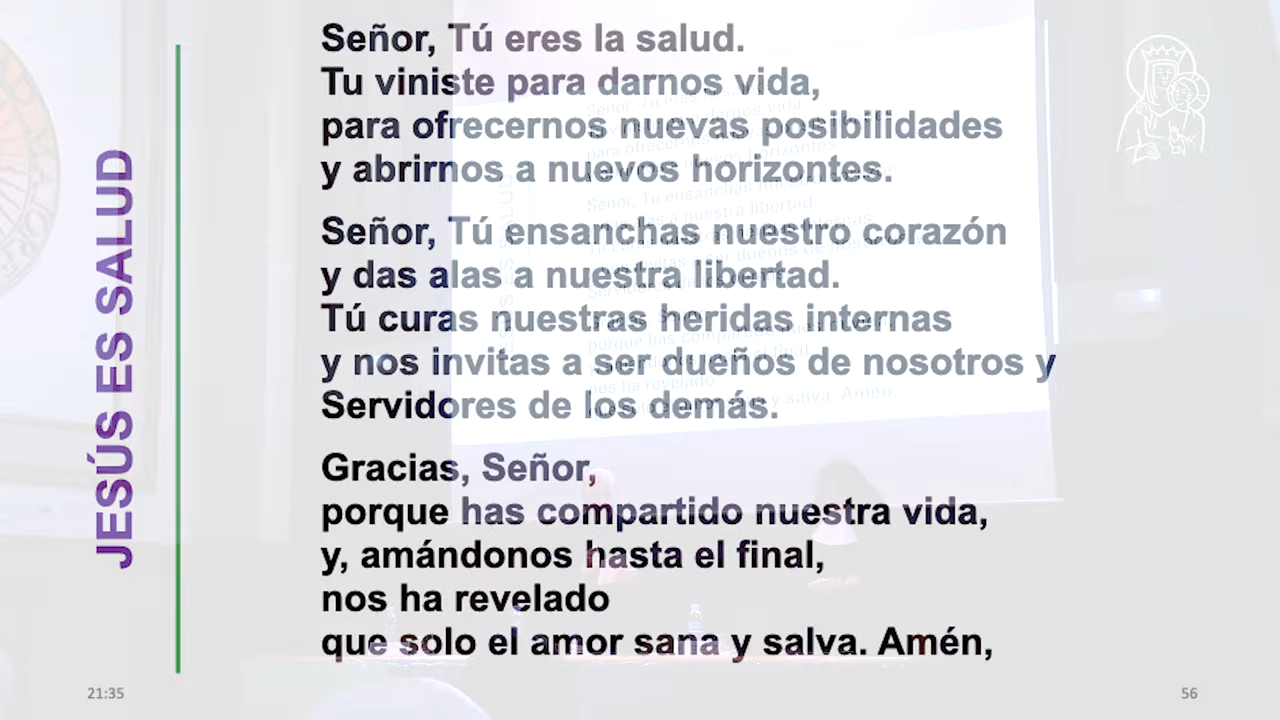 JESÚS ES SALUD
Señor, Tú eres la salud.
Tu viniste para darnos vida,
para ofrecernos nuevas posibilidades
y abrirnos a nuevos horizontes.
Señor, Tú ensanchas nuestro corazón
y das alas a nuestra libertad.
Tú curas nuestras heridas internas
y nos invitas a ser dueños de nosotros y
Servidores de los demás.
Gracias, Señor,
porque has compartido nuestra vida,
y, amándonos hasta el final,
nos ha revelado
que solo el amor sana y salva. Amén,
21:35
56